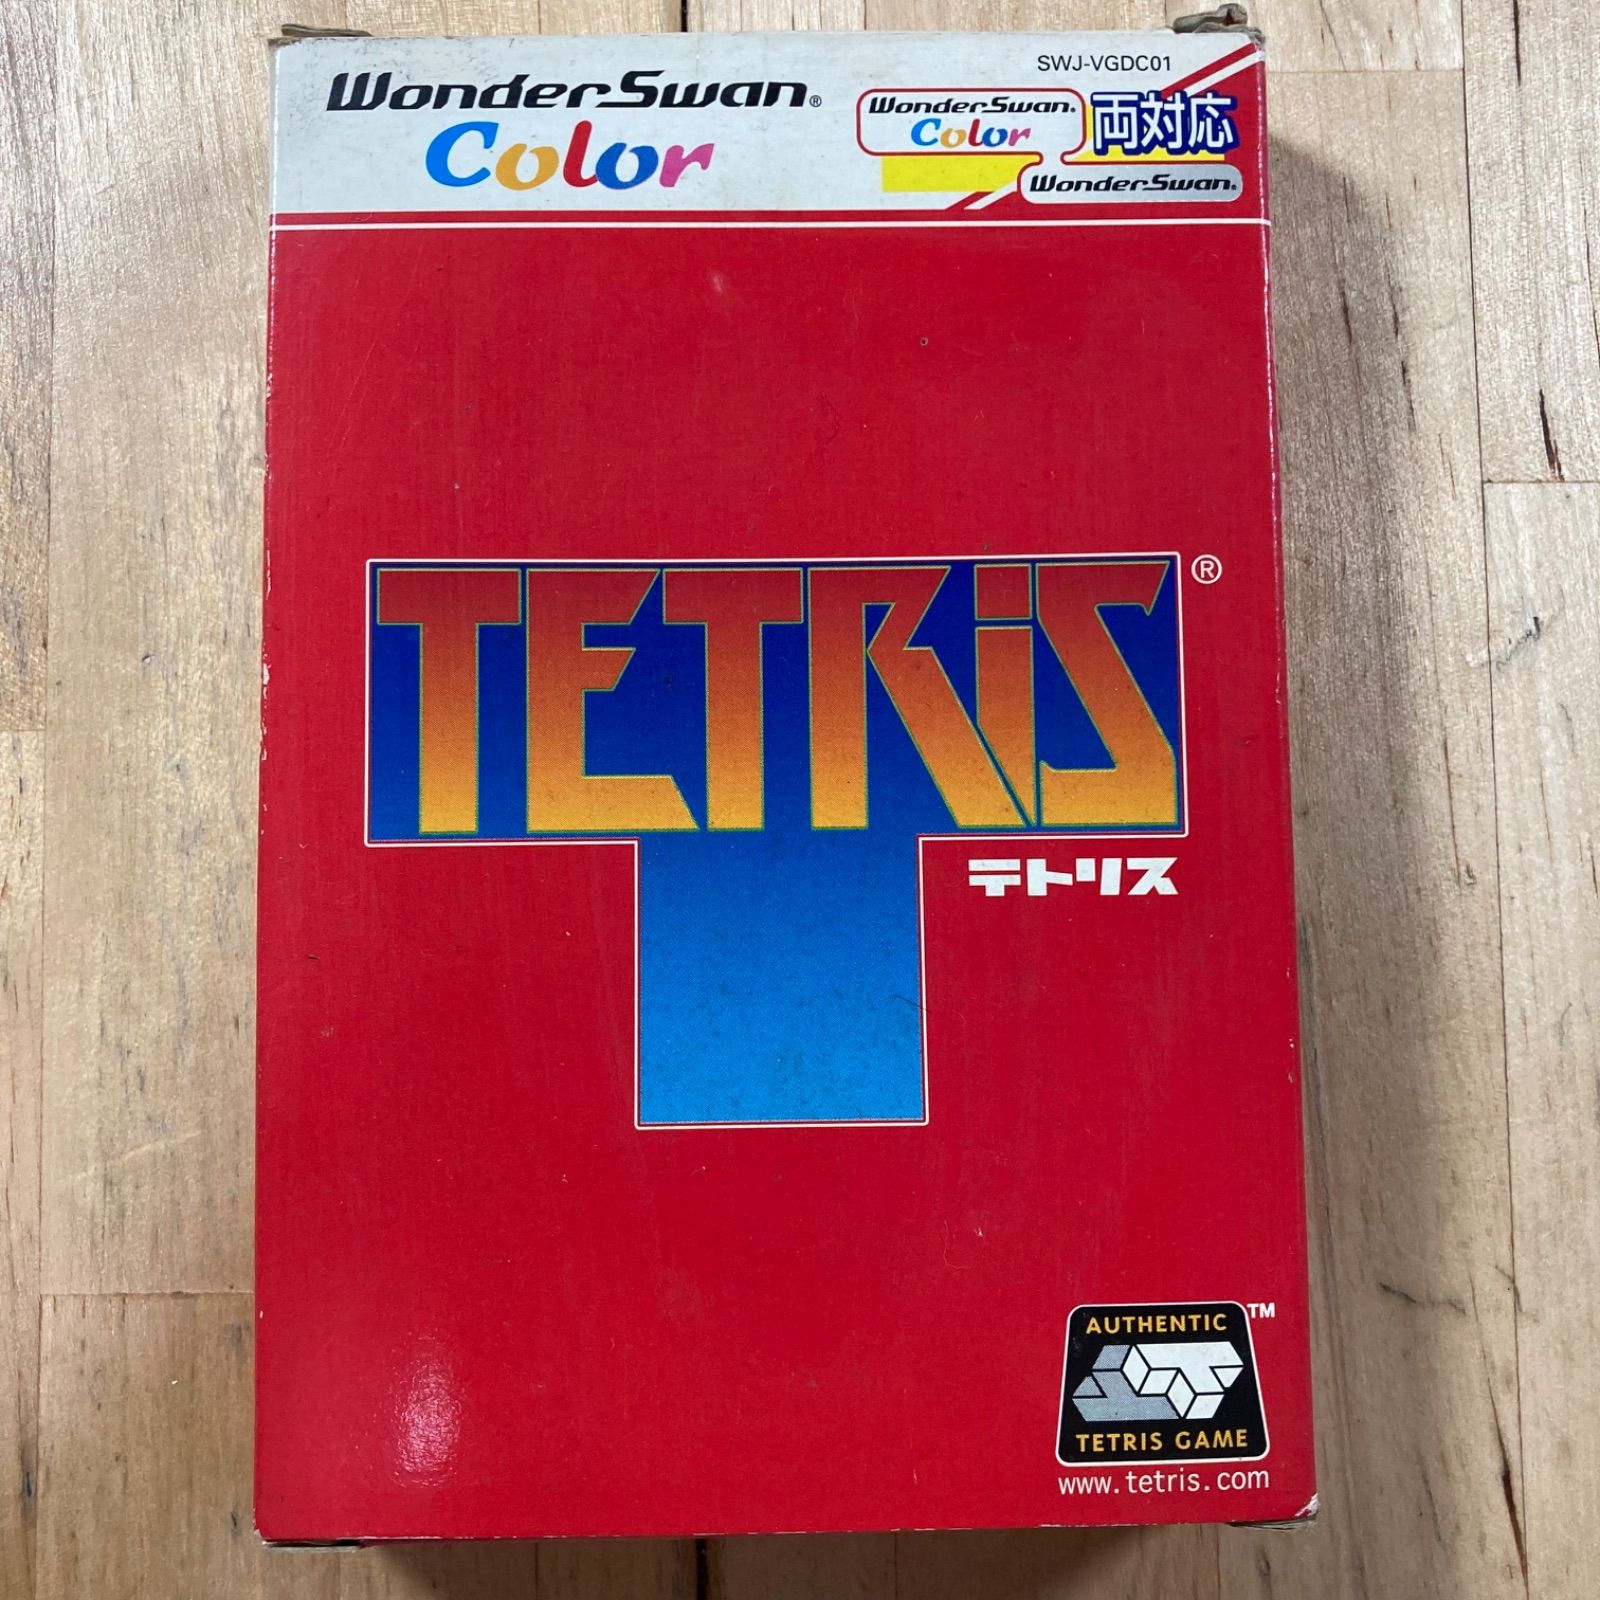 WonderSwan®
Color
SWJ-VGDC01
WonderSwan®
Color
両対応
WonderSwan®
TETRiS®
テトリス
AUTHENTIC
TETRIS GAME
TM
www.tetris.com